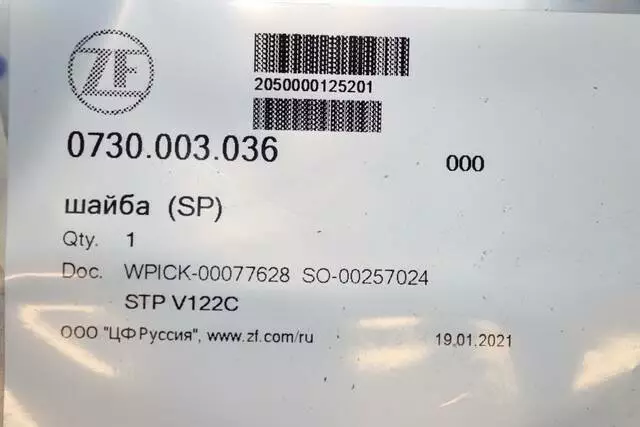 ZF
2050000125201
0730.003.036
000
шайба (SP)
Qty. 1
Doc. WPICK-00077628 SO-00257024
STP V122C
ООО "ЦФ Руссия", www.zf.com/ru 19.01.2021